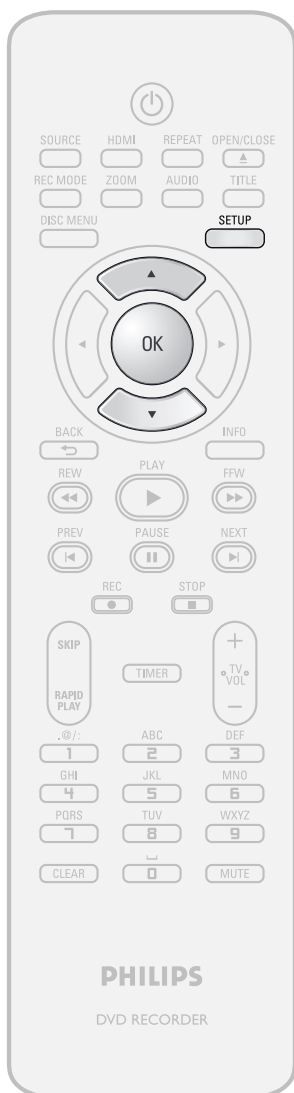 SOURCE HDMI REPEAT OPEN/CLOSE
REC MODE ZOOM AUDIO TITLE
DISC MENU SETUP
OK
BACK INFO
REW PLAY FFW
PREV PAUSE NEXT
REC STOP
SKIP
RAPID
PLAY
TIMER
+
TV
VOL
–
.@/: ABC DEF
1 2 3
GHI JKL MNO
4 5 6
PQRS TUV WXYZ
7 8 9
CLEAR 0 MUTE
PHILIPS
DVD RECORDER